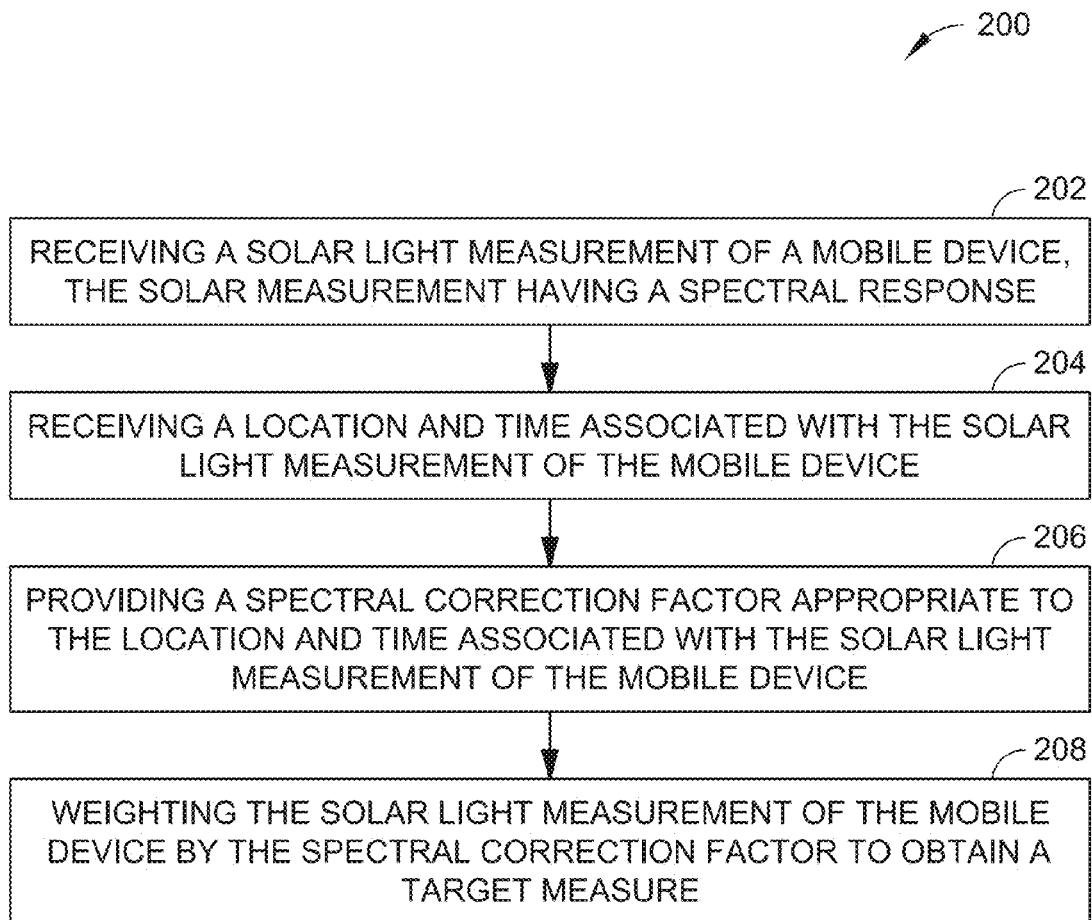 200
202
RECEIVING A SOLAR LIGHT MEASUREMENT OF A MOBILE DEVICE,
THE SOLAR MEASUREMENT HAVING A SPECTRAL RESPONSE
204
RECEIVING A LOCATION AND TIME ASSOCIATED WITH THE SOLAR
LIGHT MEASUREMENT OF THE MOBILE DEVICE
206
PROVIDING A SPECTRAL CORRECTION FACTOR APPROPRIATE TO
THE LOCATION AND TIME ASSOCIATED WITH THE SOLAR LIGHT
MEASUREMENT OF THE MOBILE DEVICE
208
WEIGHTING THE SOLAR LIGHT MEASUREMENT OF THE MOBILE
DEVICE BY THE SPECTRAL CORRECTION FACTOR TO OBTAIN A
TARGET MEASURE